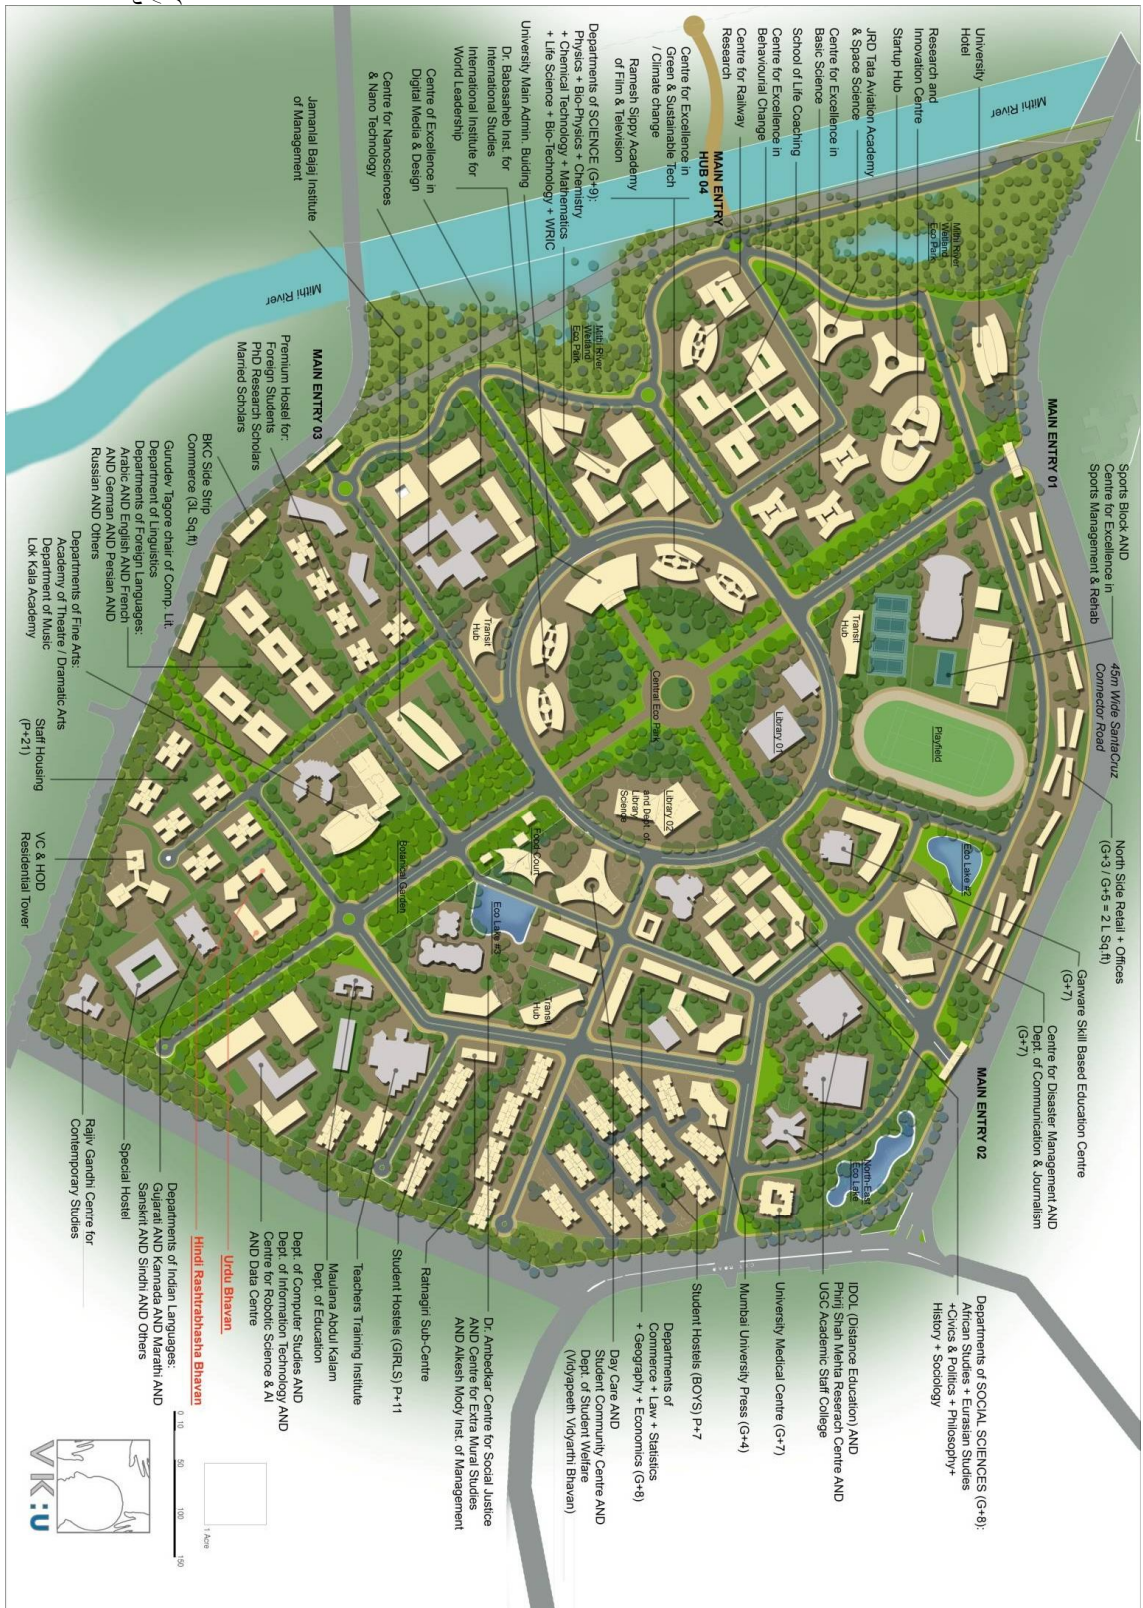 University
Hotel
Research and
Innovation Centre
Startup Hub
JRD Tata Aviation Academy
& Space Science
Centre for Excellence in
Basic Science
School of Life Coaching
Centre for Excellence in
Behavioural Change
Centre for Railway
Research
MAIN ENTRY
HUB 04
Centre for Excellence in
Green & Sustainable Tech
/ Climate change
Ramesh Sippy Academy
of Film & Television
Departments of SCIENCE (G+9):
Physics + Bio-Physics + Chemistry
+ Chemical Technology + Mathematics
+ Life Science + Bio-Technology + WRIC
University Main Admin. Buiding
Dr. Babasaheb Inst. for
International Studies
International Institute for
World Leadership
Centre of Excellence in
Digital Media & Design
Centre for Nanosciences
& Nano Technology
Jamanlal Bajaj Institute
of Management
Mithi River
Mithi River
Mithi River
Wetland
Eco Park
Mithi River
Wetland
Eco Park
MAIN ENTRY 01
Sports Block AND
Centre for Excellence in
Sports Management & Rehab
45m Wide SantaCruz
Connector Road
North Side Retail + Offices
(G+3 / G+5 = 2 L Sq.ft)
Garware Skill Based Education Centre
(G+7)
Centre for Disaster Management AND
Dept. of Communication & Journalism
(G+7)
MAIN ENTRY 02
Transit
Hub
Playfield
Library 01
Central Eco Park
Library 02
and Dept. of
Library
Science
Eco Lake #2
North-East
Eco Lake
Transit
Hub
Food Court
Eco Lake #3
Botanical Garden
Transit
Hub
MAIN ENTRY 03
Premium Hostel for:
Foreign Students
PhD Research Scholars
Married Scholars
BKC Side Strip
Commerce (3L Sq.ft)
Gurudev Tagore chair of Comp. Lit.
Department of Linguistics
Departments of Foreign Languages:
Arabic AND English AND French
AND German AND Persian AND
Russian AND Others
Departments of Fine Arts:
Academy of Theatre / Dramatic Arts
Department of Music
Lok Kala Academy
Staff Housing
(P+21)
VC & HOD
Residential Tower
Departments of SOCIAL SCIENCES (G+8):
African Studies + Eurasian Studies
+Civics & Politics + Philosophy+
History + Sociology
IDOL (Distance Education) AND
Phirij Shah Mehta Reserach Centre AND
UGC Academic Staff College
University Medical Centre (G+7)
Mumbai University Press (G+4)
Student Hostels (BOYS) P+7
Departments of
Commerce + Law + Statistics
+ Geography + Economics (G+8)
Day Care AND
Student Community Centre AND
Dept. of Student Welfare
(Vidyapeeth Vidyarthi Bhavan)
Dr. Ambedkar Centre for Social Justice
AND Centre for Extra Mural Studies
AND Alkesh Mody Inst. of Management
Ratnagiri Sub-Centre
Student Hostels (GIRLS) P+11
Teachers Training Institute
Maulana Abdul Kalam
Dept. of Education
Dept. of Computer Studies AND
Dept. of Information Technology AND
Centre for Robotic Science & AI
AND Data Centre
Urdu Bhavan
Hindi Rashtrabhasha Bhavan
Departments of Indian Languages:
Gujarati AND Kannada AND Marathi AND
Sanskrit AND Sindhi AND Others
Special Hostel
Rajiv Gandhi Centre for
Contemporary Studies
0 10 50 100 150
1 Acre
VK:U